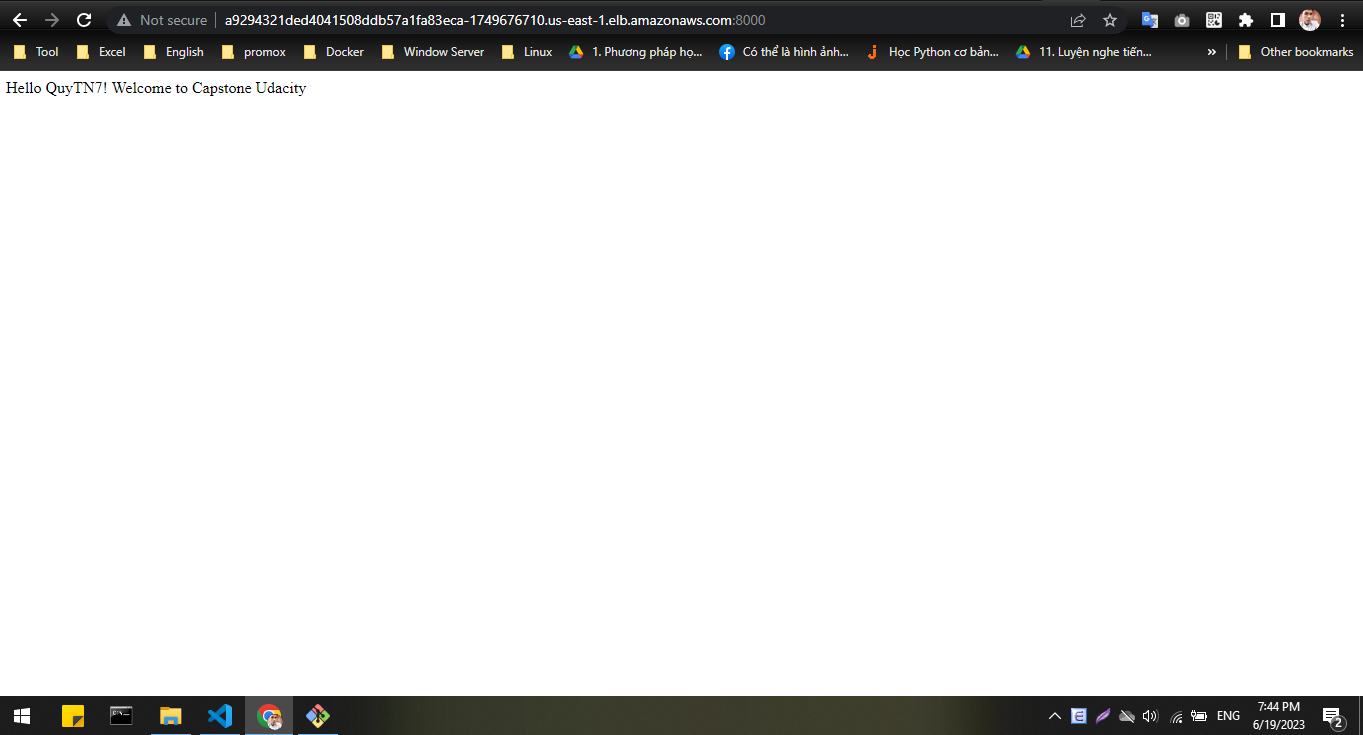 Not secure a9294321ded4041508ddb57a1fa83eca-1749676710.us-east-1.elb.amazonaws.com:8000
Tool Excel English promox Docker Window Server Linux 1. Phương pháp họ... Có thể là hình ảnh... Học Python cơ bản... 11. Luyện nghe tiến... » Other bookmarks
Hello QuyTN7! Welcome to Capstone Udacity
ENG
7:44 PM
6/19/2023
2